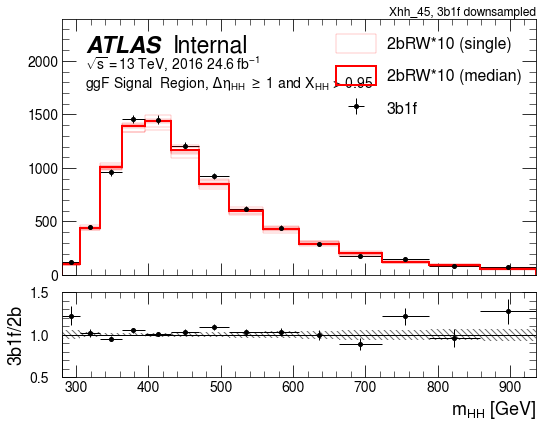 Xhh_45, 3b1f downsampled
ATLAS Internal
√s = 13 TeV, 2016 24.6 fb⁻¹
ggF Signal Region, Δη_HH ≥ 1 and X_HH > 0.95
2bRW*10 (single)
2bRW*10 (median)
3b1f
2000
1500
1000
500
0
3b1f/2b
1.5
1.0
0.5
300 400 500 600 700 800 900
m_HH [GeV]